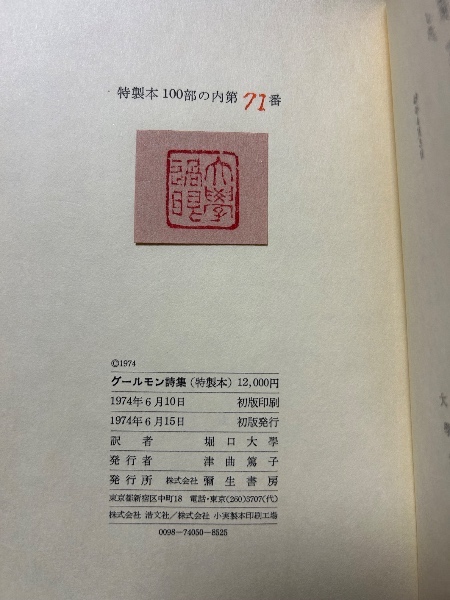 特製本100部の内第71番
©1974
グールモン詩集(特製本) 12,000円
1974年6月10日 初版印刷
1974年6月15日 初版発行
訳者 堀口大學
発行者 津曲篤子
発行所 株式会社 彌生書房
東京都新宿区中町18 電話・東京(260)3707(代)
株式会社 浩文社/株式会社 小実製本印刷工場
0098-74050-8525